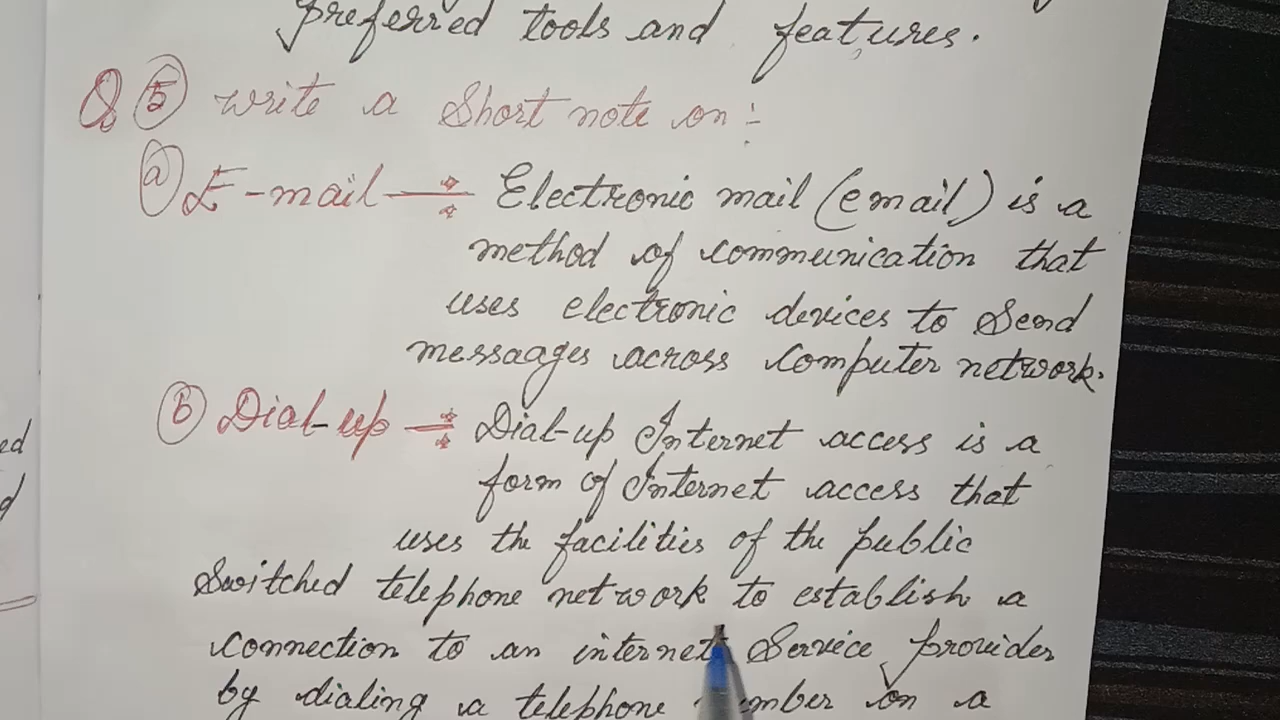 preferred tools and features.
Q. 5 write a Short note on :-
a) E-mail → Electronic mail (email) is a
method of communication that
uses electronic devices to Send
messaages across computer network.
b) Dial-up → Dial-up Internet access is a
form of Internet access that
uses the facilities of the public
Switched telephone network to establish a
connection to an internet Service provider
by dialing a telephone on a
ed